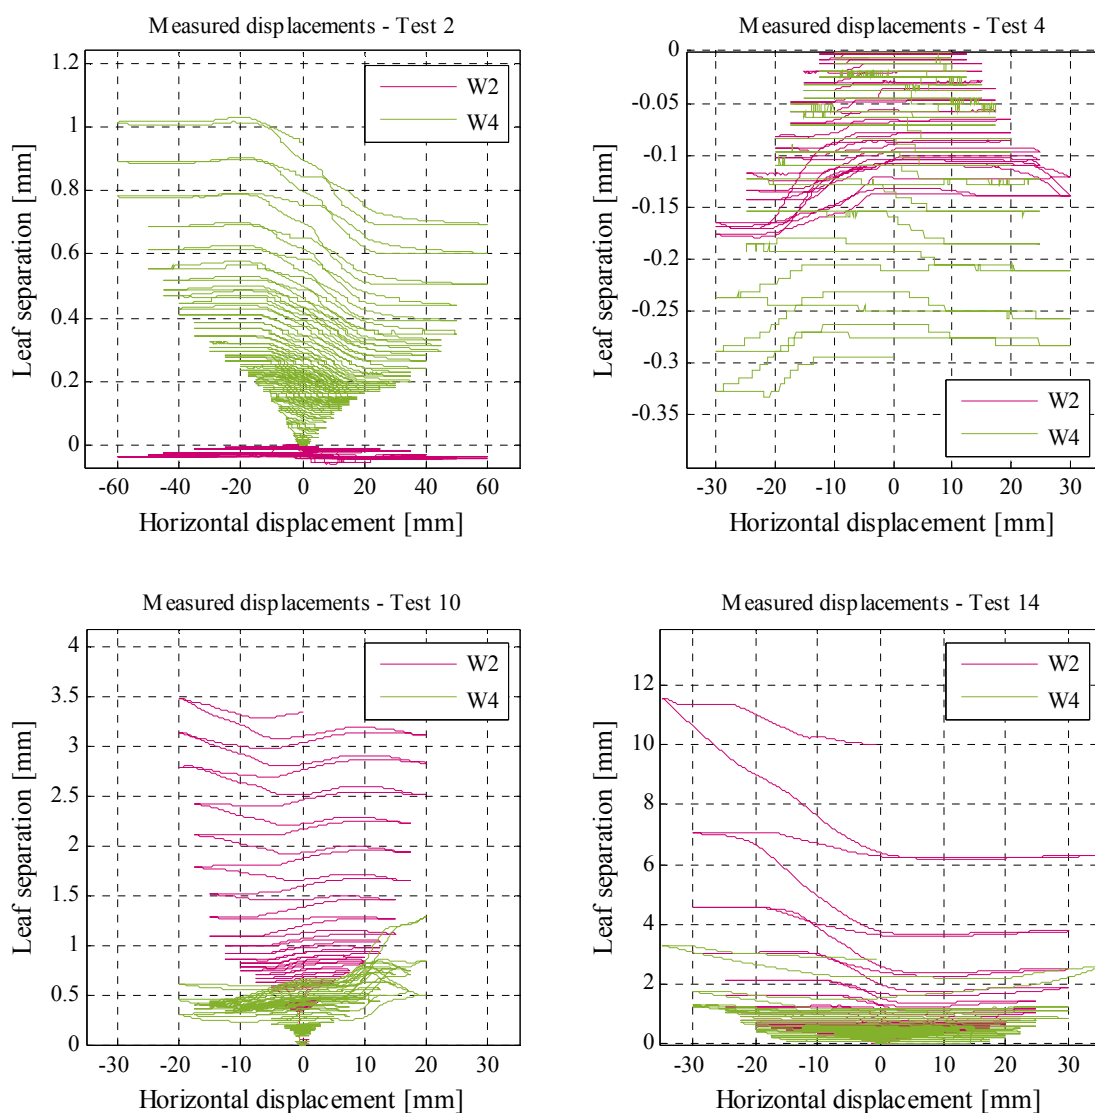 Measured displacements - Test 2
1.2
1
0.8
0.6
0.4
0.2
0
Leaf separation [mm]
W2
W4
-60 -40 -20 0 20 40 60
Horizontal displacement [mm]
Measured displacements - Test 4
0
-0.05
-0.1
-0.15
-0.2
-0.25
-0.3
-0.35
Leaf separation [mm]
W2
W4
-30 -20 -10 0 10 20 30
Horizontal displacement [mm]
Measured displacements - Test 10
4
3.5
3
2.5
2
1.5
1
0.5
0
Leaf separation [mm]
W2
W4
-30 -20 -10 0 10 20 30
Horizontal displacement [mm]
Measured displacements - Test 14
12
10
8
6
4
2
0
Leaf separation [mm]
W2
W4
-30 -20 -10 0 10 20 30
Horizontal displacement [mm]